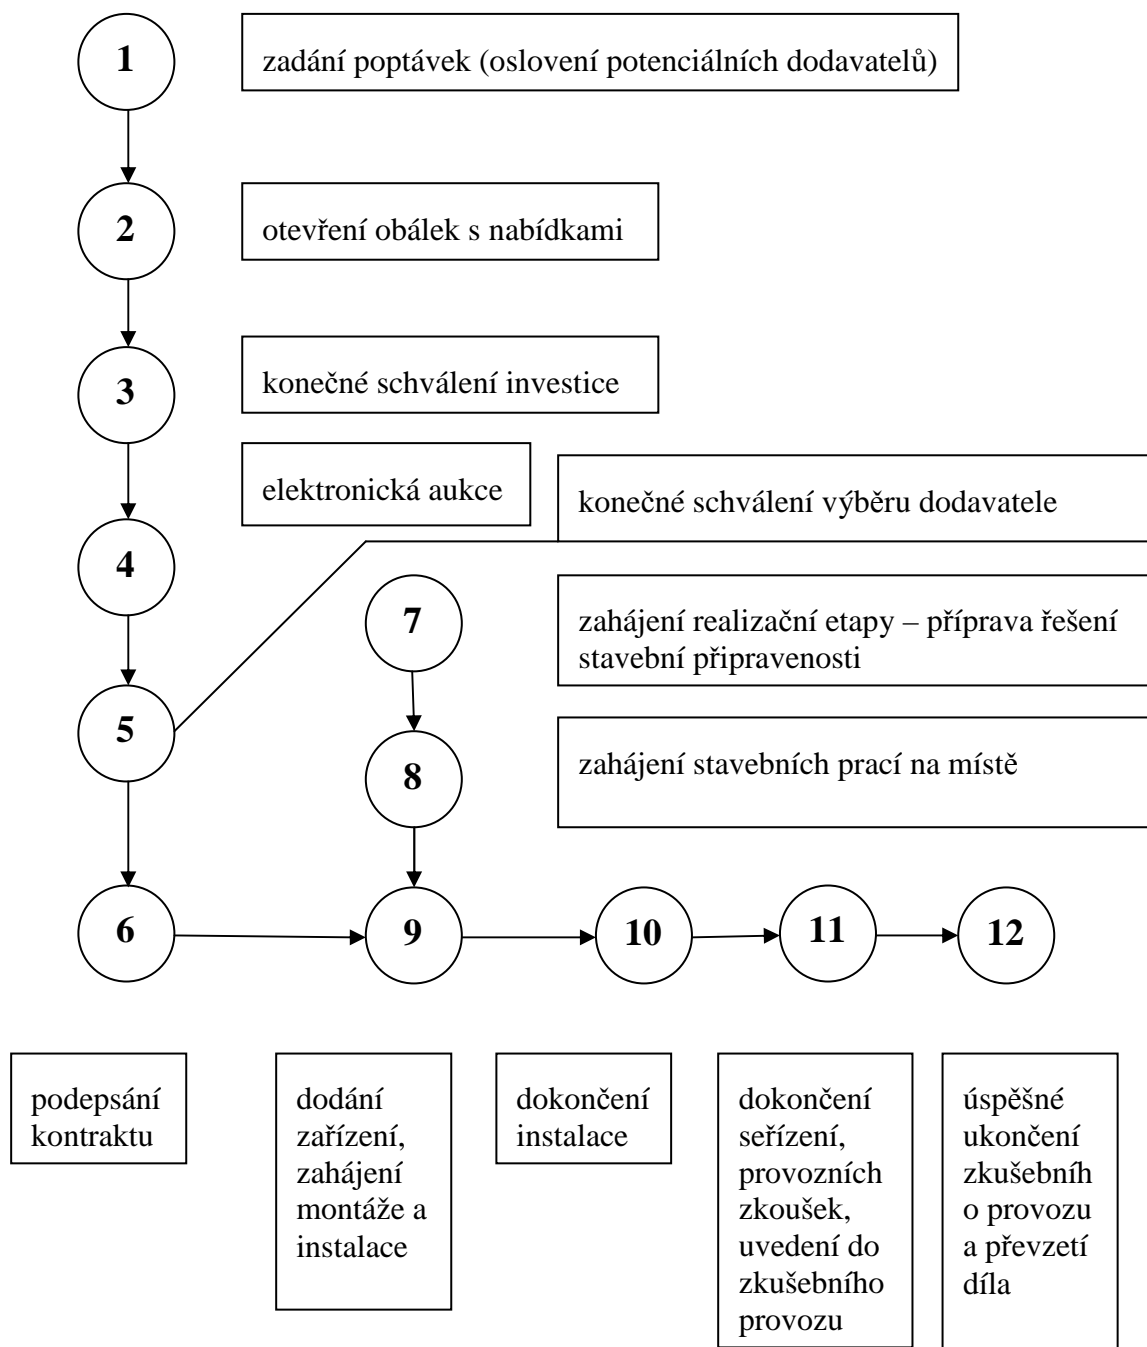 1
zadání poptávek (oslovení potenciálních dodavatelů)
2
otevření obálek s nabídkami
3
konečné schválení investice
elektronická aukce
konečné schválení výběru dodavatele
4
7
zahájení realizační etapy – příprava řešení
stavební připravenosti
5
8
zahájení stavebních prací na místě
6
9
10
11
12
podepsání
kontraktu
dodání
zařízení,
zahájení
montáže a
instalace
dokončení
instalace
dokončení
seřízení,
provozních
zkoušek,
uvedení do
zkušebního
provozu
úspěšné
ukončení
zkušebníh
o provozu
a převzetí
díla